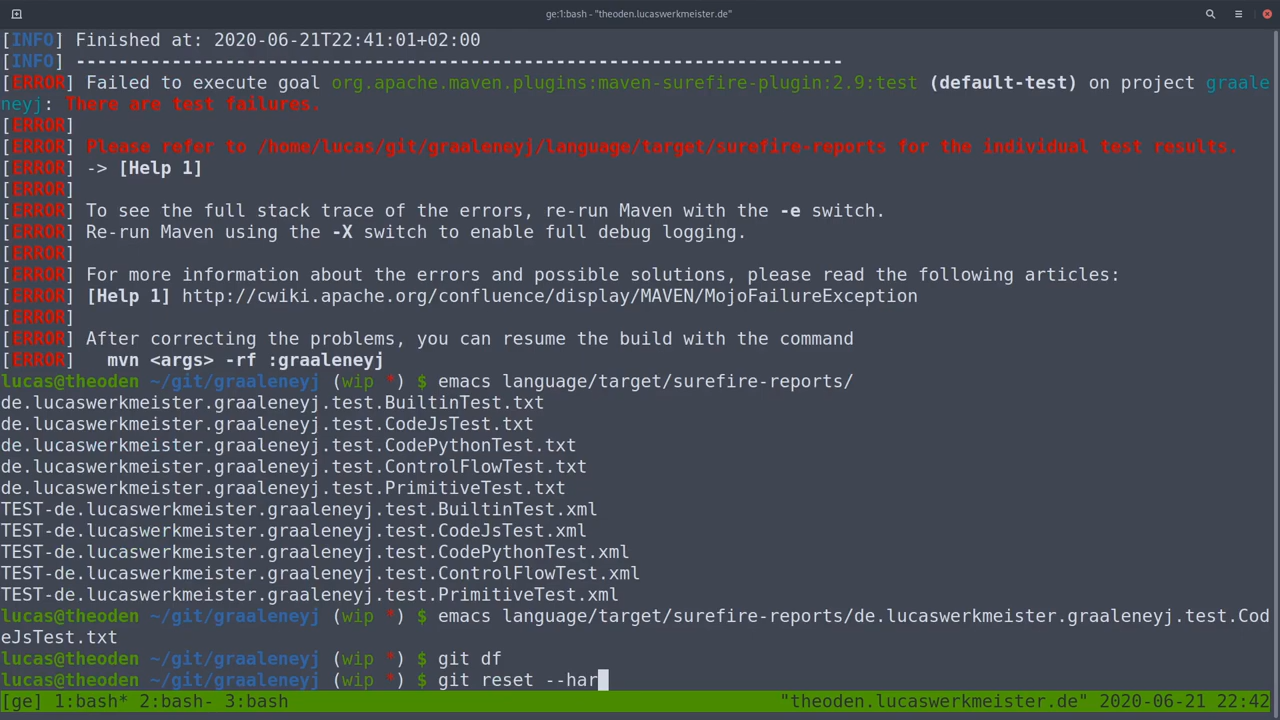 ge:1:bash - "theoden.lucaswerkmeister.de"
[INFO] Finished at: 2020-06-21T22:41:01+02:00
[INFO] ------------------------------------------------------------------------
[ERROR] Failed to execute goal org.apache.maven.plugins:maven-surefire-plugin:2.9:test (default-test) on project graale
neyj: There are test failures.
[ERROR]
[ERROR] Please refer to /home/lucas/git/graaleneyj/language/target/surefire-reports for the individual test results.
[ERROR] -> [Help 1]
[ERROR]
[ERROR] To see the full stack trace of the errors, re-run Maven with the -e switch.
[ERROR] Re-run Maven using the -X switch to enable full debug logging.
[ERROR]
[ERROR] For more information about the errors and possible solutions, please read the following articles:
[ERROR] [Help 1] http://cwiki.apache.org/confluence/display/MAVEN/MojoFailureException
[ERROR]
[ERROR] After correcting the problems, you can resume the build with the command
[ERROR]   mvn <args> -rf :graaleneyj
lucas@theoden ~/git/graaleneyj (wip *) $ emacs language/target/surefire-reports/
de.lucaswerkmeister.graaleneyj.test.BuiltinTest.txt
de.lucaswerkmeister.graaleneyj.test.CodeJsTest.txt
de.lucaswerkmeister.graaleneyj.test.CodePythonTest.txt
de.lucaswerkmeister.graaleneyj.test.ControlFlowTest.txt
de.lucaswerkmeister.graaleneyj.test.PrimitiveTest.txt
TEST-de.lucaswerkmeister.graaleneyj.test.BuiltinTest.xml
TEST-de.lucaswerkmeister.graaleneyj.test.CodeJsTest.xml
TEST-de.lucaswerkmeister.graaleneyj.test.CodePythonTest.xml
TEST-de.lucaswerkmeister.graaleneyj.test.ControlFlowTest.xml
TEST-de.lucaswerkmeister.graaleneyj.test.PrimitiveTest.xml
lucas@theoden ~/git/graaleneyj (wip *) $ emacs language/target/surefire-reports/de.lucaswerkmeister.graaleneyj.test.Cod
eJsTest.txt
lucas@theoden ~/git/graaleneyj (wip *) $ git df
lucas@theoden ~/git/graaleneyj (wip *) $ git reset --har
[ge] 1:bash* 2:bash- 3:bash "theoden.lucaswerkmeister.de" 2020-06-21 22:42